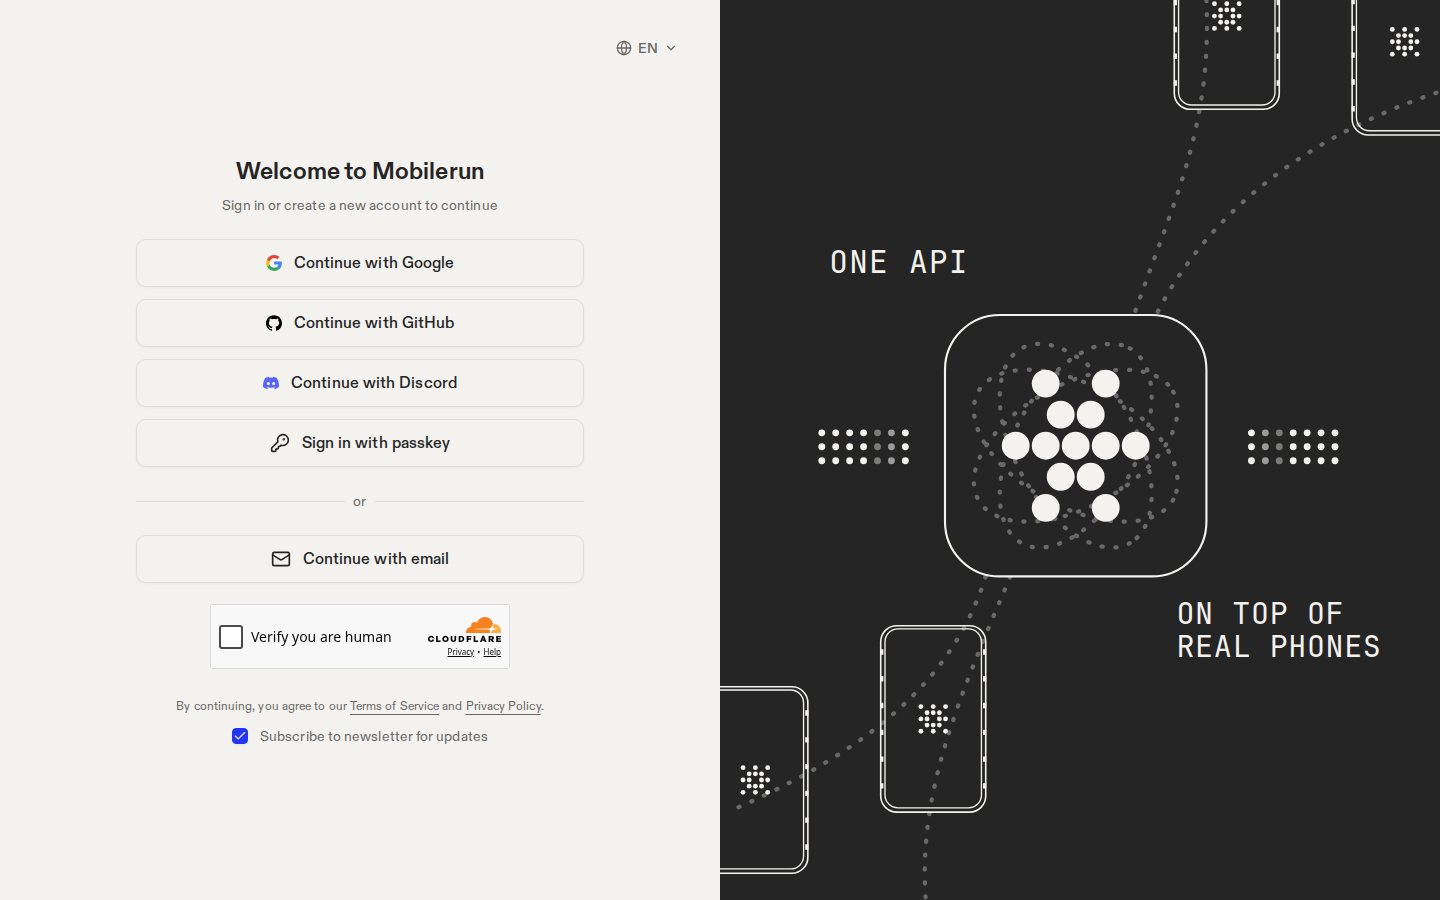 EN
Welcome to Mobilerun
Sign in or create a new account to continue
Continue with Google
Continue with GitHub
Continue with Discord
Sign in with passkey
or
Continue with email
Verify you are human
CLOUDFLARE
Privacy • Help
By continuing, you agree to our Terms of Service and Privacy Policy.
Subscribe to newsletter for updates
ONE API
ON TOP OF
REAL PHONES